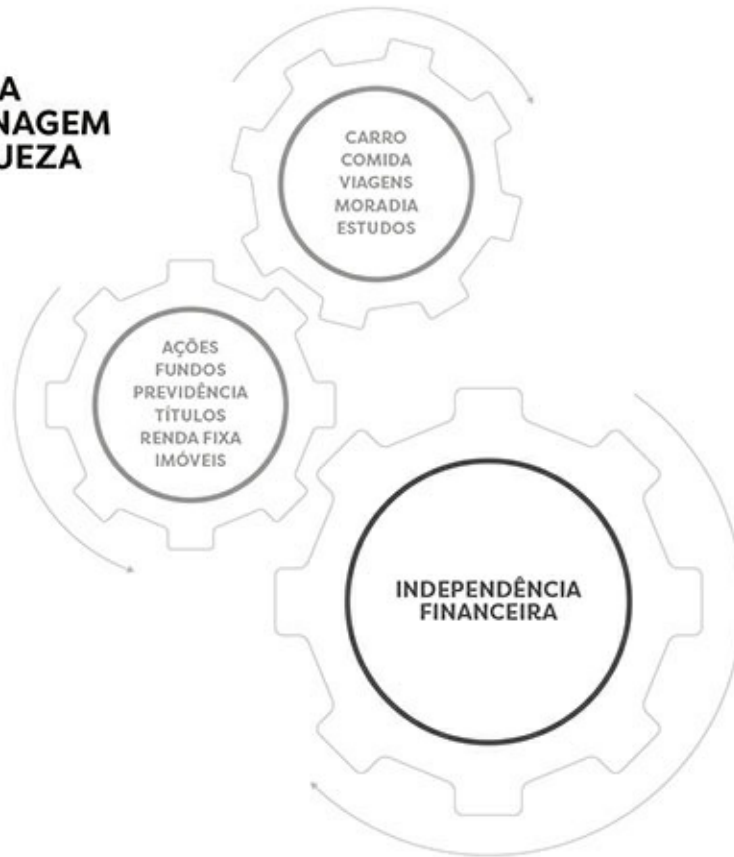 A
NAGEM
UEZA
CARRO
COMIDA
VIAGENS
MORADIA
ESTUDOS
AÇÕES
FUNDOS
PREVIDÊNCIA
TÍTULOS
RENDA FIXA
IMÓVEIS
INDEPENDÊNCIA
FINANCEIRA